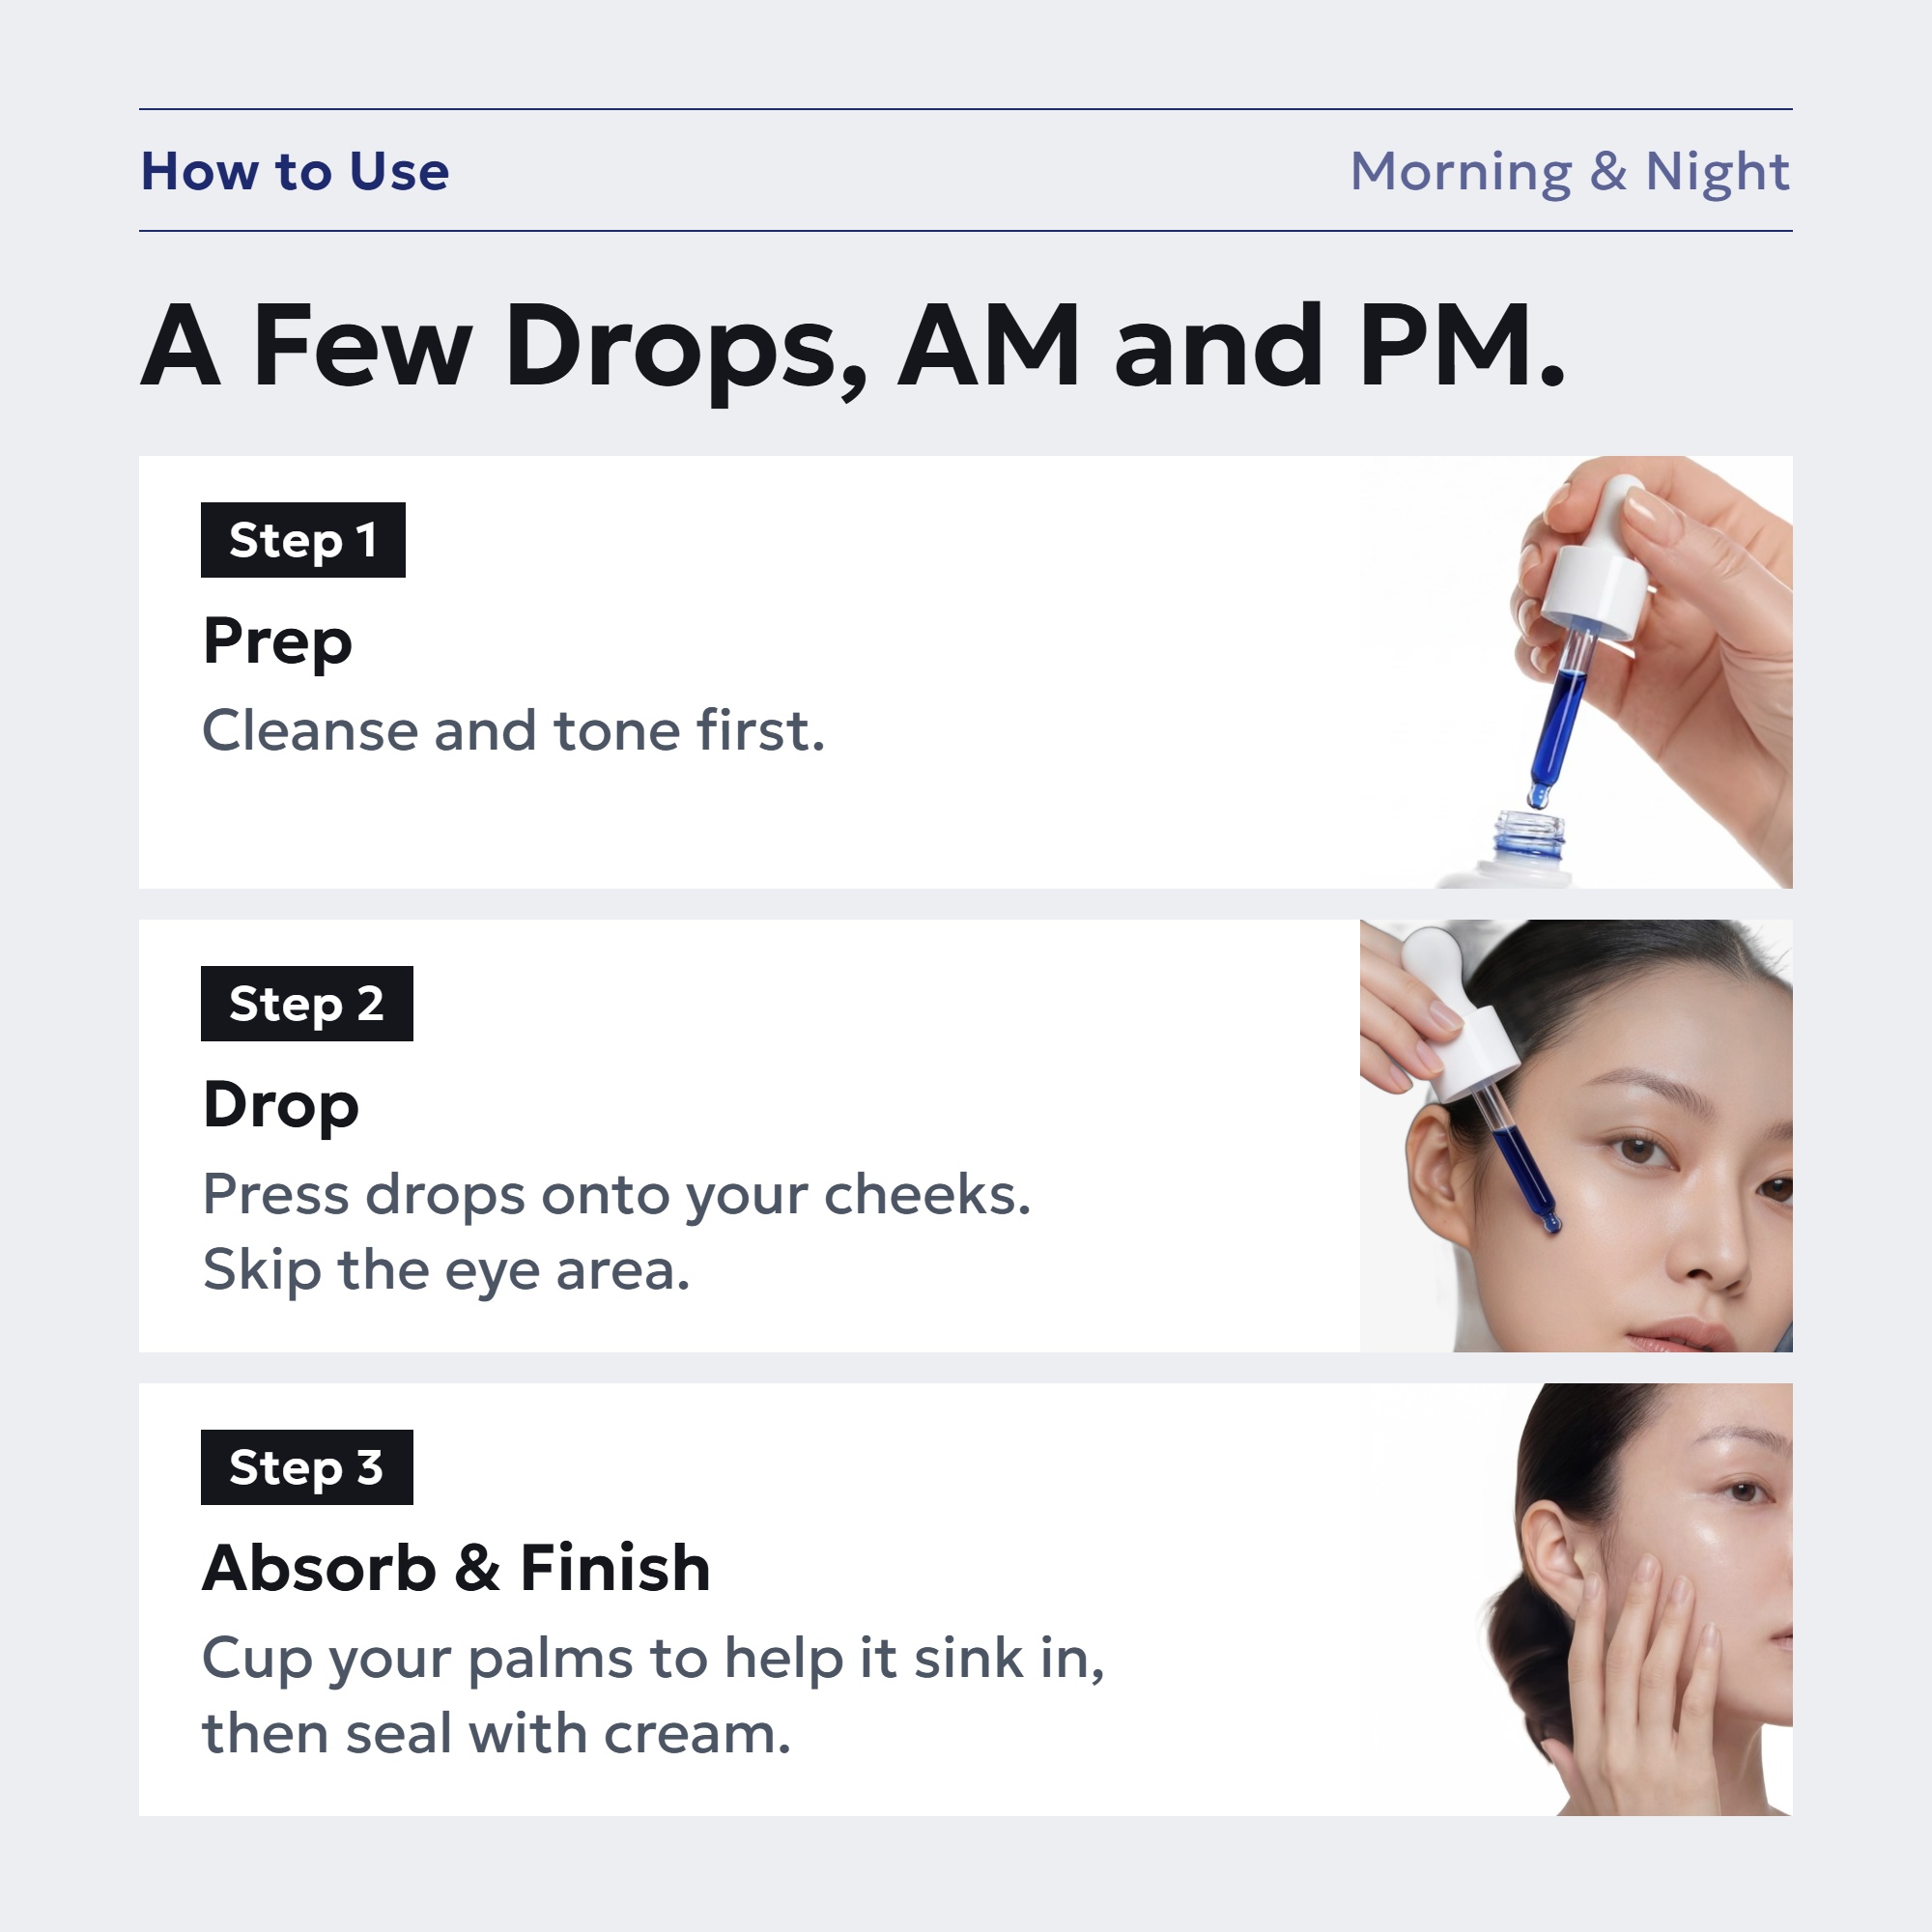 How to Use
Morning & Night
A Few Drops, AM and PM.
Step 1
Prep
Cleanse and tone first.
Step 2
Drop
Press drops onto your cheeks.
Skip the eye area.
Step 3
Absorb & Finish
Cup your palms to help it sink in,
then seal with cream.